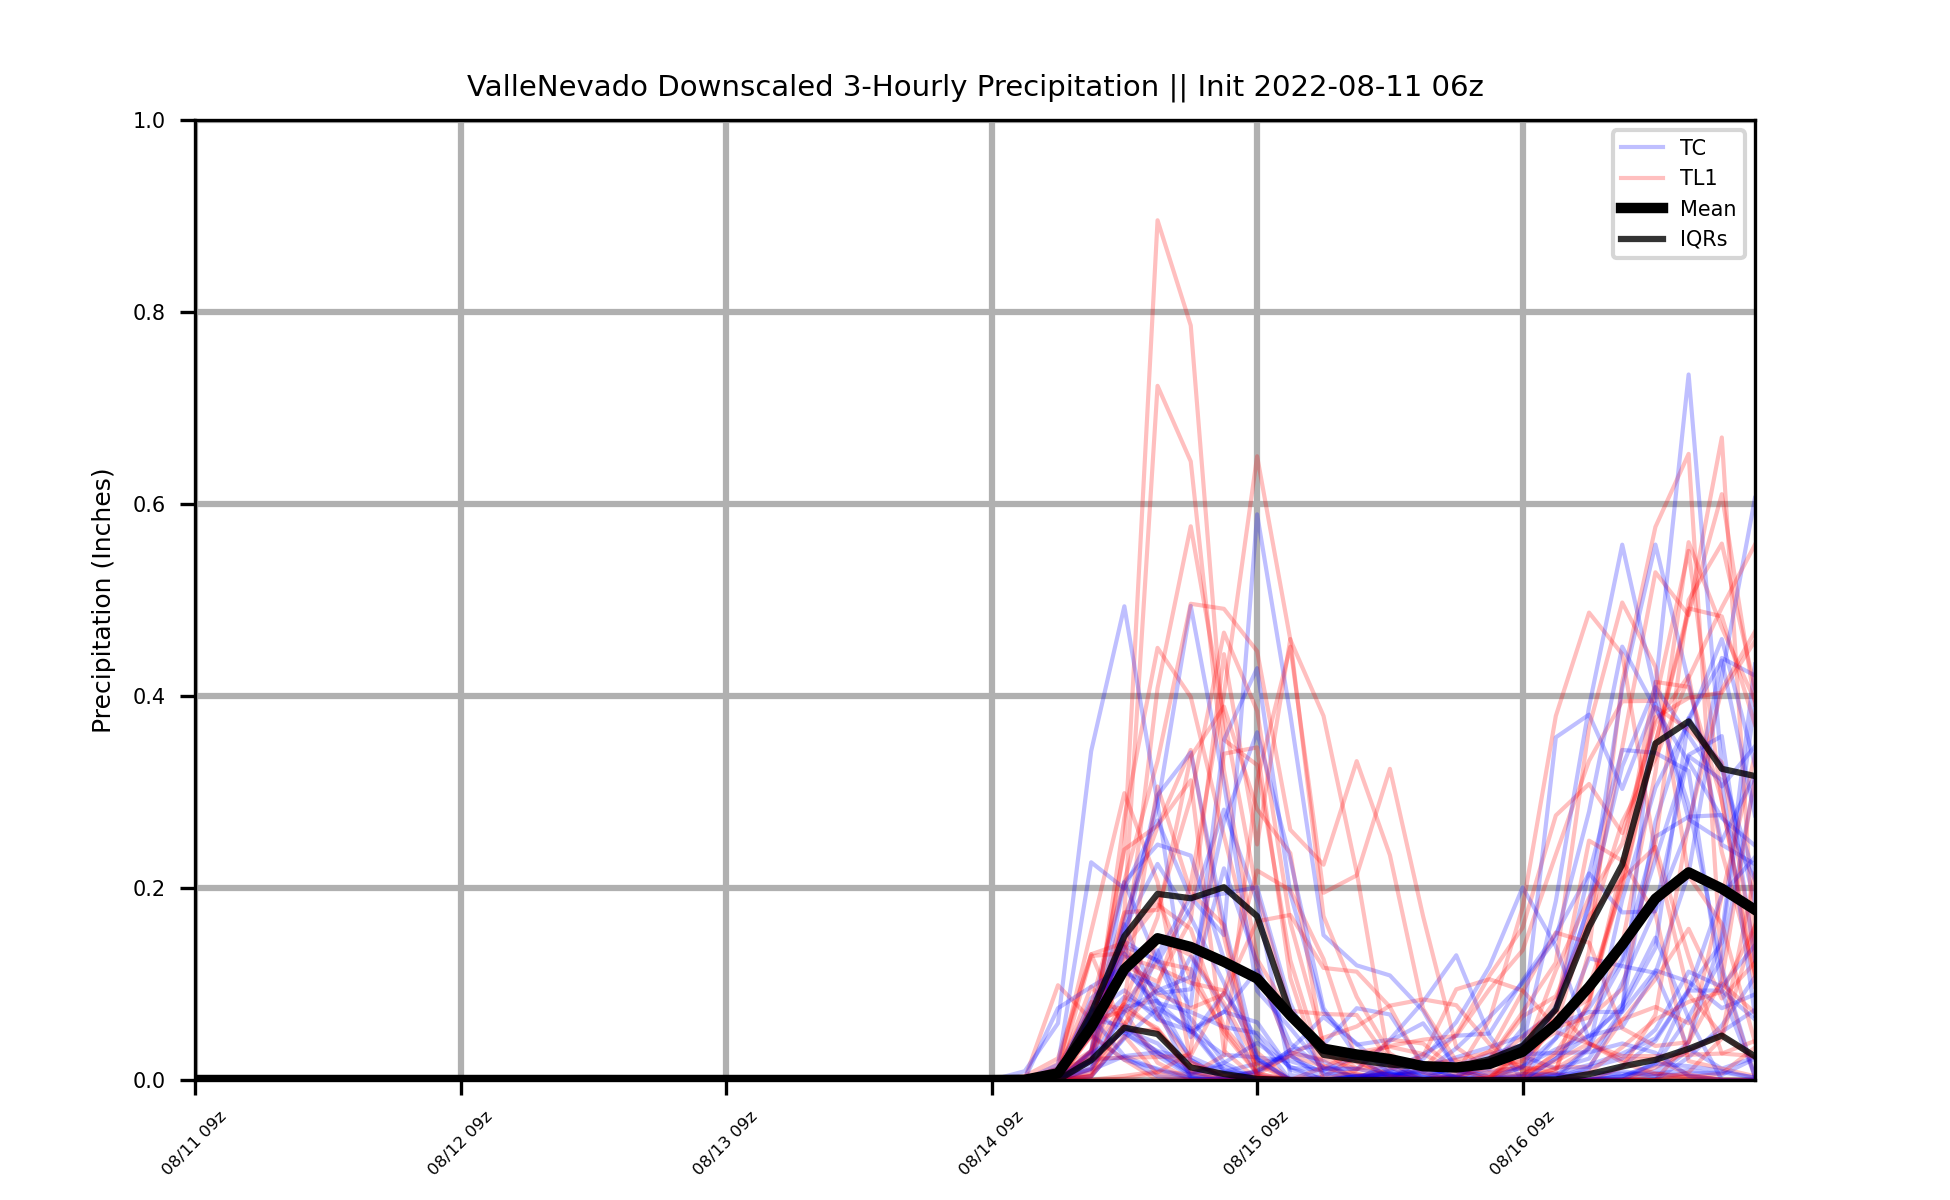 ValleNevado Downscaled 3-Hourly Precipitation || Init 2022-08-11 06z
1.0
0.8
0.6
0.4
0.2
0.0
Precipitation (Inches)
TC
TL1
Mean
IQRs
08/11 09z
08/12 09z
08/13 09z
08/14 09z
08/15 09z
08/16 09z